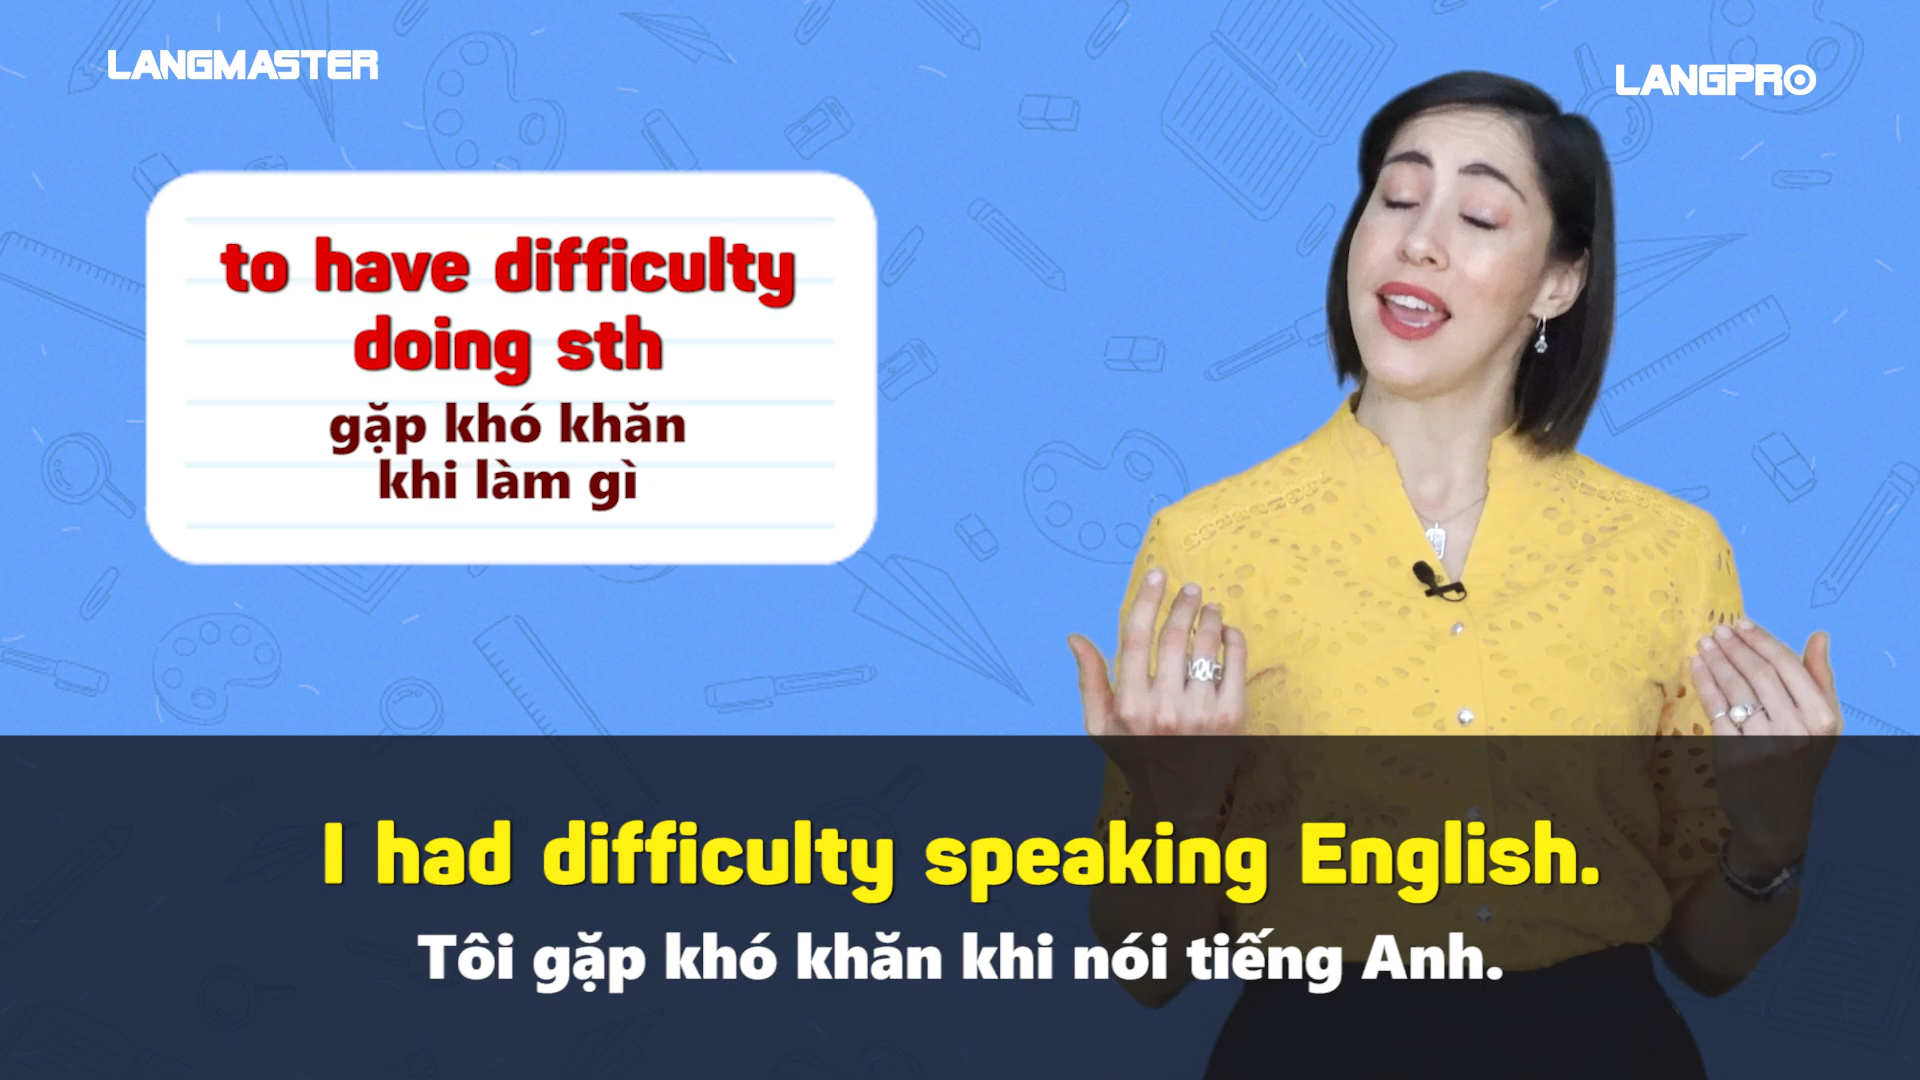 LANGMASTER
LANGPRO
to have difficulty
doing sth
gặp khó khăn
khi làm gì
I had difficulty speaking English.
Tôi gặp khó khăn khi nói tiếng Anh.